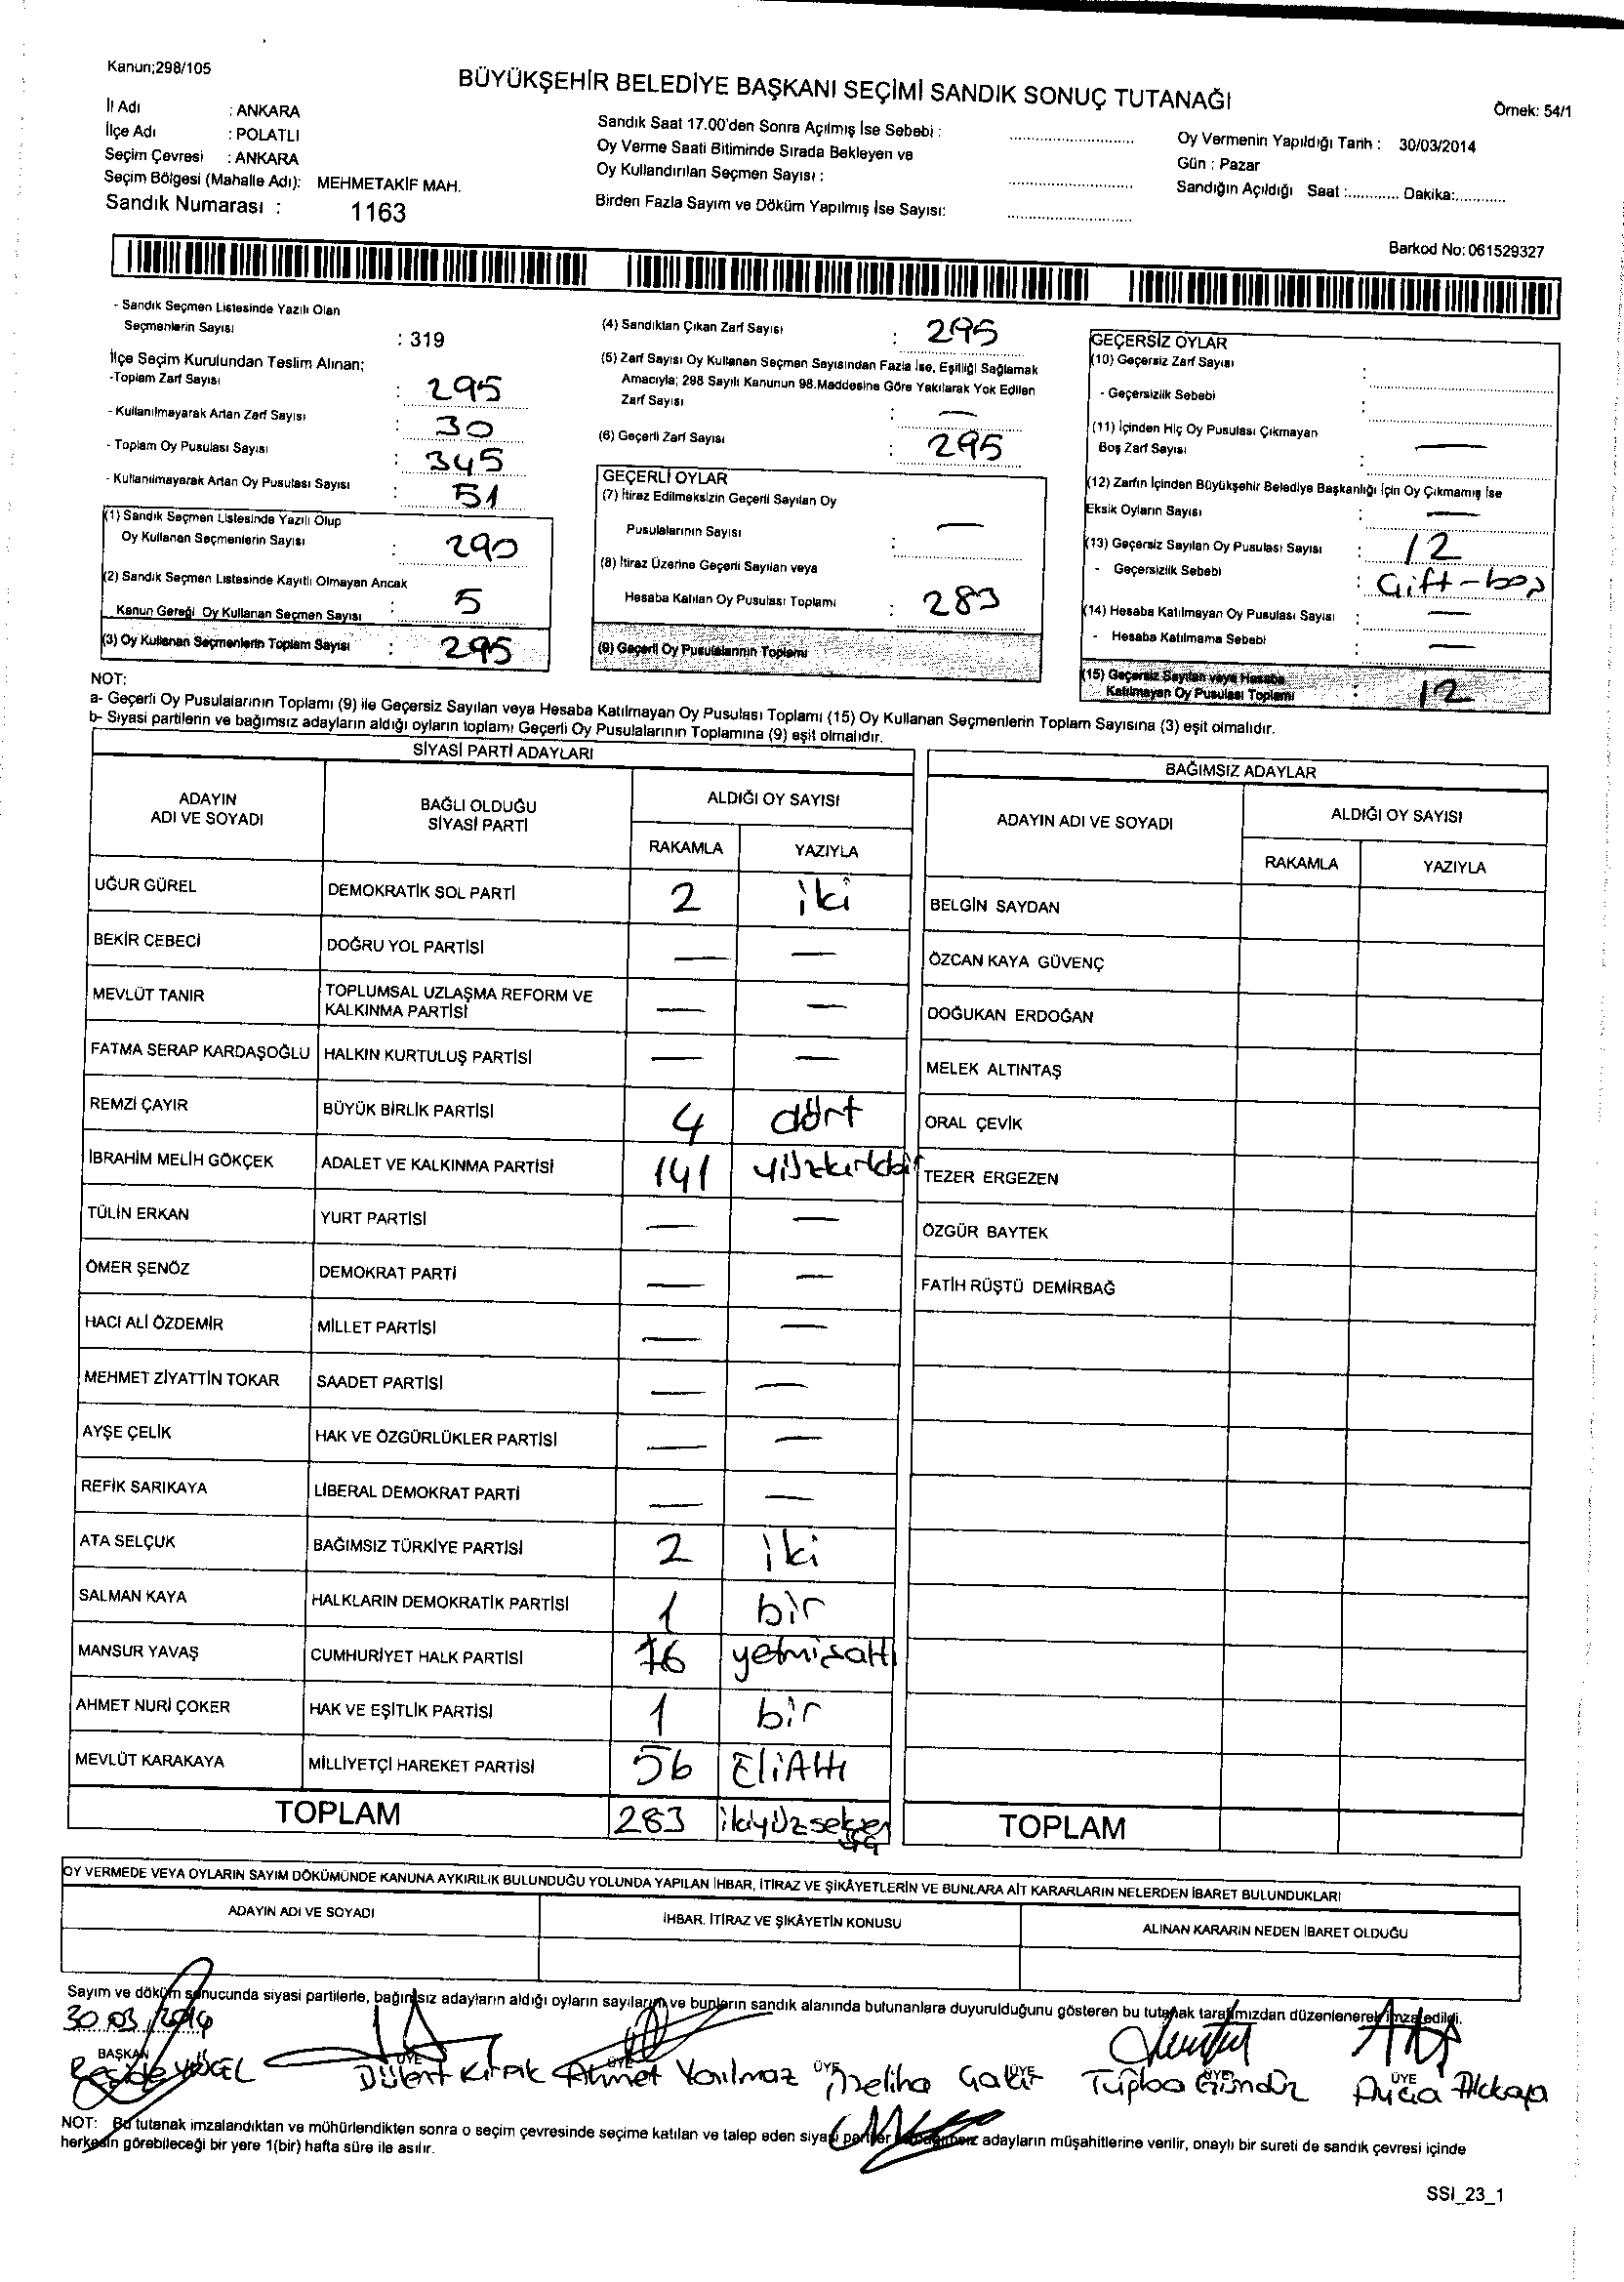 Kanun;298/105
BÜYÜKŞEHİR BELEDİYE BAŞKANI SEÇİMİ SANDIK SONUÇ TUTANAĞI
Örnek: 54/1
İl Adı : ANKARA
İlçe Adı : POLATLI
Seçim Çevresi : ANKARA
Seçim Bölgesi (Mahalle Adı): MEHMETAKİF MAH.
Sandık Numarası : 1163
Sandık Saat 17.00'den Sonra Açılmış İse Sebebi :
Oy Verme Saati Bitiminde Sırada Bekleyen ve
Oy Kullandırılan Seçmen Sayısı :
Birden Fazla Sayım ve Döküm Yapılmış İse Sayısı:
Oy Vermenin Yapıldığı Tarih : 30/03/2014
Gün : Pazar
Sandığın Açıldığı Saat :............ Dakika:............
Barkod No: 061529327
- Sandık Seçmen Listesinde Yazılı Olan
Seçmenlerin Sayısı : 319
İlçe Seçim Kurulundan Teslim Alınan;
-Toplam Zarf Sayısı : 295
- Kullanılmayarak Artan Zarf Sayısı : 30
- Toplam Oy Pusulası Sayısı : 345
- Kullanılmayarak Artan Oy Pusulası Sayısı : 51
(1) Sandık Seçmen Listesinde Yazılı Olup
Oy Kullanan Seçmenlerin Sayısı : 290
(2) Sandık Seçmen Listesinde Kayıtlı Olmayan Ancak
Kanun Gereği Oy Kullanan Seçmen Sayısı : 5
(3) Oy Kullanan Seçmenlerin Toplam Sayısı : 295
(4) Sandıktan Çıkan Zarf Sayısı : 295
(5) Zarf Sayısı Oy Kullanan Seçmen Sayısından Fazla İse, Eşitliği Sağlamak
Amacıyla; 298 Sayılı Kanunun 98.Maddesine Göre Yakılarak Yok Edilen
Zarf Sayısı : —
(6) Geçerli Zarf Sayısı : 295
GEÇERLİ OYLAR
(7) İtiraz Edilmeksizin Geçerli Sayılan Oy
Pusulalarının Sayısı : —
(8) İtiraz Üzerine Geçerli Sayılan veya
Hesaba Katılan Oy Pusulası Toplamı : 283
(9) Geçerli Oy Pusulalarının Toplamı
GEÇERSİZ OYLAR
(10) Geçersiz Zarf Sayısı :
- Geçersizlik Sebebi :
(11) İçinden Hiç Oy Pusulası Çıkmayan
Boş Zarf Sayısı : —
(12) Zarfın İçinden Büyükşehir Belediye Başkanlığı İçin Oy Çıkmamış İse
Eksik Oyların Sayısı : —
(13) Geçersiz Sayılan Oy Pusulası Sayısı : 12
- Geçersizlik Sebebi : Çift-boş
(14) Hesaba Katılmayan Oy Pusulası Sayısı : —
- Hesaba Katılmama Sebebi : —
(15) Geçersiz Sayılan veya Hesaba
Katılmayan Oy Pusulası Toplamı : 12
NOT:
a- Geçerli Oy Pusulalarının Toplamı (9) ile Geçersiz Sayılan veya Hesaba Katılmayan Oy Pusulası Toplamı (15) Oy Kullanan Seçmenlerin Toplam Sayısına (3) eşit olmalıdır.
b- Siyasi partilerin ve bağımsız adayların aldığı oyların toplamı Geçerli Oy Pusulalarının Toplamına (9) eşit olmalıdır.
SİYASİ PARTİ ADAYLARI
ADAYIN ADI VE SOYADI BAĞLI OLDUĞU SİYASİ PARTİ ALDIĞI OY SAYISI
RAKAMLA YAZIYLA
UĞUR GÜREL DEMOKRATİK SOL PARTİ 2 iki
BEKİR CEBECİ DOĞRU YOL PARTİSİ — —
MEVLÜT TANIR TOPLUMSAL UZLAŞMA REFORM VE KALKINMA PARTİSİ — —
FATMA SERAP KARDAŞOĞLU HALKIN KURTULUŞ PARTİSİ — —
REMZİ ÇAYIR BÜYÜK BİRLİK PARTİSİ 4 dört
İBRAHİM MELİH GÖKÇEK ADALET VE KALKINMA PARTİSİ 141 yüzkırkbir
TÜLİN ERKAN YURT PARTİSİ — —
ÖMER ŞENÖZ DEMOKRAT PARTİ — —
HACI ALİ ÖZDEMİR MİLLET PARTİSİ — —
MEHMET ZİYATTİN TOKAR SAADET PARTİSİ — —
AYŞE ÇELİK HAK VE ÖZGÜRLÜKLER PARTİSİ — —
REFİK SARIKAYA LİBERAL DEMOKRAT PARTİ — —
ATA SELÇUK BAĞIMSIZ TÜRKİYE PARTİSİ 2 iki
SALMAN KAYA HALKLARIN DEMOKRATİK PARTİSİ 1 bir
MANSUR YAVAŞ CUMHURİYET HALK PARTİSİ 76 yetmişaltı
AHMET NURİ ÇOKER HAK VE EŞİTLİK PARTİSİ 1 bir
MEVLÜT KARAKAYA MİLLİYETÇİ HAREKET PARTİSİ 56 EliAltı
TOPLAM 283 ikiyüzseksen üç
BAĞIMSIZ ADAYLAR
ADAYIN ADI VE SOYADI ALDIĞI OY SAYISI
RAKAMLA YAZIYLA
BELGİN SAYDAN
ÖZCAN KAYA GÜVENÇ
DOĞUKAN ERDOĞAN
MELEK ALTINTAŞ
ORAL ÇEVİK
TEZER ERGEZEN
ÖZGÜR BAYTEK
FATİH RÜŞTÜ DEMİRBAĞ
TOPLAM
OY VERMEDE VEYA OYLARIN SAYIM DÖKÜMÜNDE KANUNA AYKIRILIK BULUNDUĞU YOLUNDA YAPILAN İHBAR, İTİRAZ VE ŞİKÂYETLERİN VE BUNLARA AİT KARARLARIN NELERDEN İBARET BULUNDUKLARI
ADAYIN ADI VE SOYADI İHBAR, İTİRAZ VE ŞİKÂYETİN KONUSU ALINAN KARARIN NEDEN İBARET OLDUĞU
Sayım ve döküm sonucunda siyasi partilerle, bağımsız adayların aldığı oyların sayılarını ve bunların sandık alanında bulunanlara duyurulduğunu gösteren bu tutanak tarafımızdan düzenlenerek imza edildi.
30.03/2014
BAŞKAN ÜYE ÜYE ÜYE ÜYE ÜYE ÜYE
Ahmet Yanılmaz Meliha Tuğba Gündüz Akkaya
NOT: Bu tutanak imzalandıktan ve mühürlendikten sonra o seçim çevresinde seçime katılan ve talep eden siyasi partiler adayların müşahitlerine verilir, onaylı bir sureti de sandık çevresi içinde
herkesin görebileceği bir yere 1(bir) hafta süre ile asılır.
SSI_23_1